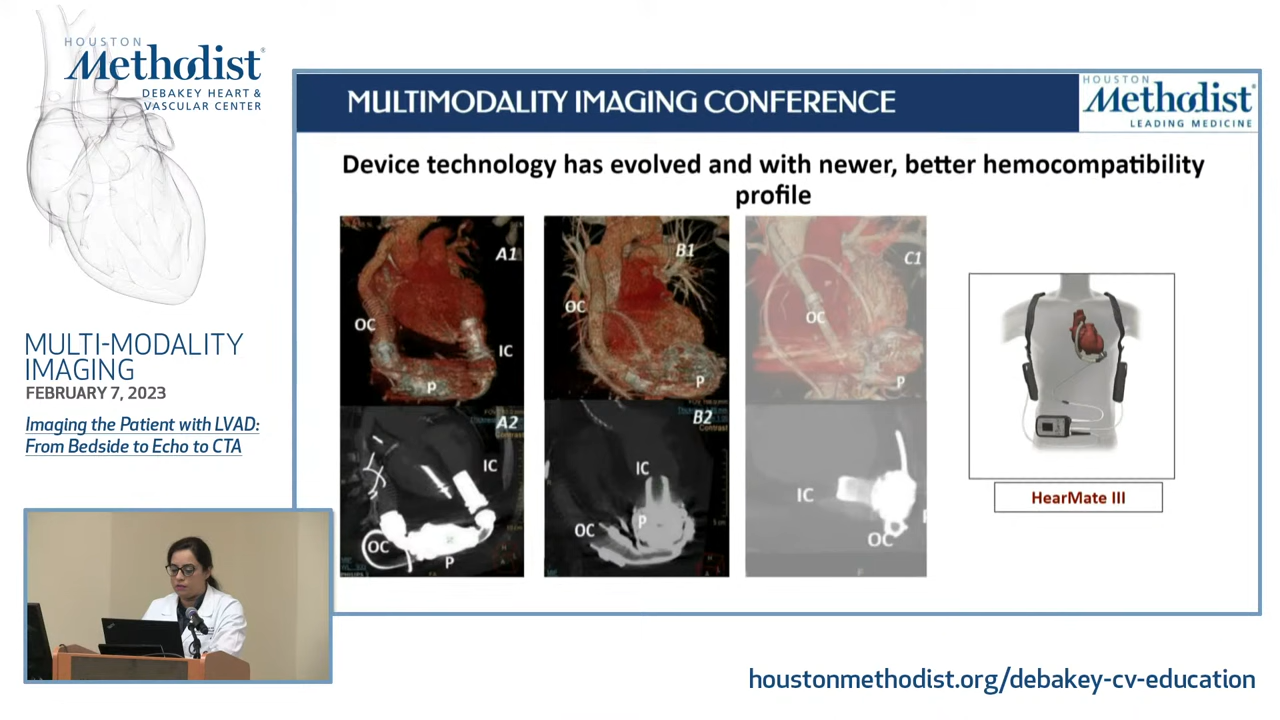 HOUSTON
Methodist
DEBAKEY HEART &
VASCULAR CENTER
MULTI-MODALITY
IMAGING
FEBRUARY 7, 2023
Imaging the Patient with LVAD:
From Bedside to Echo to CTA
MULTIMODALITY IMAGING CONFERENCE
HOUSTON
Methodist
LEADING MEDICINE
Device technology has evolved and with newer, better hemocompatibility
profile
A1
OC
IC
P
B1
OC
P
C1
OC
P
A2
IC
OC
P
B2
Contrast
IC
OC
P
IC
OC
HearMate III
houstonmethodist.org/debakey-cv-education